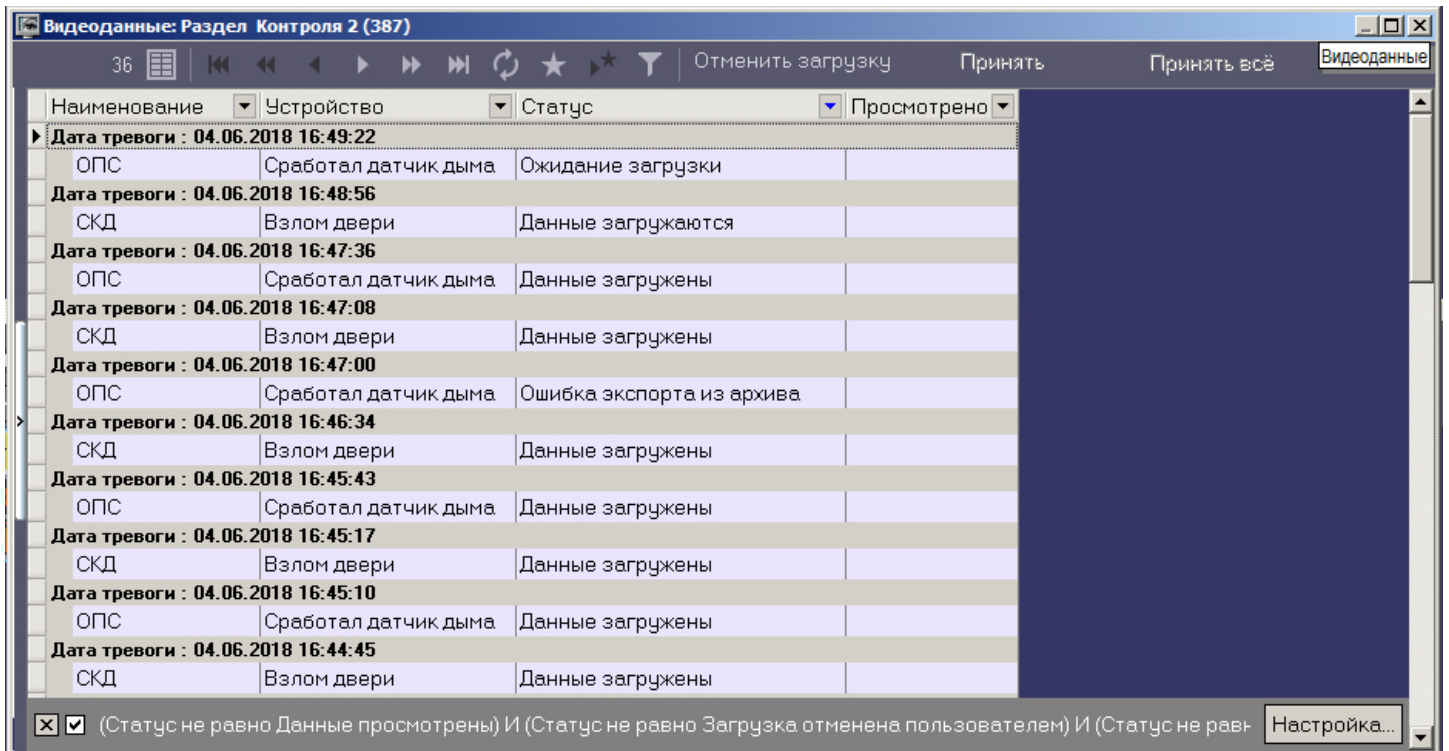 Видеоданные: Раздел Контроля 2 (387)
36 Отменить загрузку Принять Принять всё Видеоданные
Наименование Устройство Статус Просмотрено
Дата тревоги : 04.06.2018 16:49:22
ОПС Сработал датчик дыма Ожидание загрузки
Дата тревоги : 04.06.2018 16:48:56
СКД Взлом двери Данные загружаются
Дата тревоги : 04.06.2018 16:47:36
ОПС Сработал датчик дыма Данные загружены
Дата тревоги : 04.06.2018 16:47:08
СКД Взлом двери Данные загружены
Дата тревоги : 04.06.2018 16:47:00
ОПС Сработал датчик дыма Ошибка экспорта из архива
Дата тревоги : 04.06.2018 16:46:34
СКД Взлом двери Данные загружены
Дата тревоги : 04.06.2018 16:45:43
ОПС Сработал датчик дыма Данные загружены
Дата тревоги : 04.06.2018 16:45:17
СКД Взлом двери Данные загружены
Дата тревоги : 04.06.2018 16:45:10
ОПС Сработал датчик дыма Данные загружены
Дата тревоги : 04.06.2018 16:44:45
СКД Взлом двери Данные загружены
(Статус не равно Данные просмотрены) И (Статус не равно Загрузка отменена пользователем) И (Статус не Настройка...